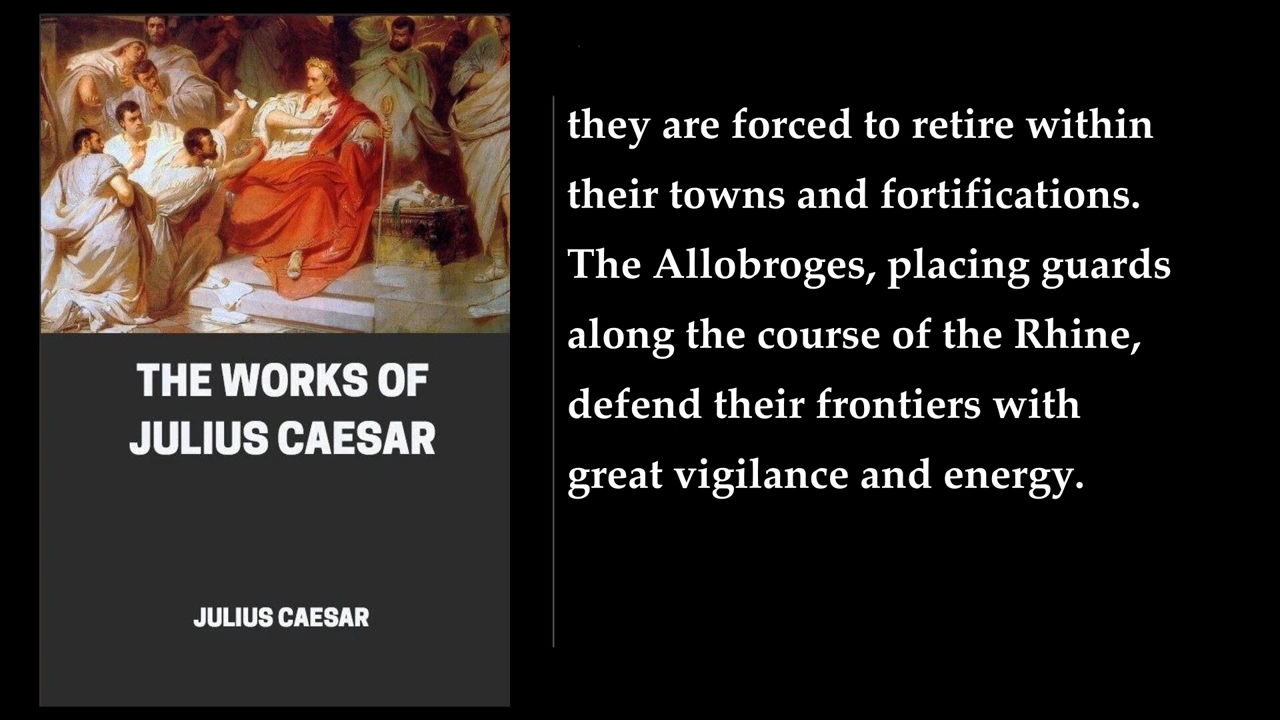 THE WORKS OF
JULIUS CAESAR
JULIUS CAESAR
they are forced to retire within
their towns and fortifications.
The Allobroges, placing guards
along the course of the Rhine,
defend their frontiers with
great vigilance and energy.